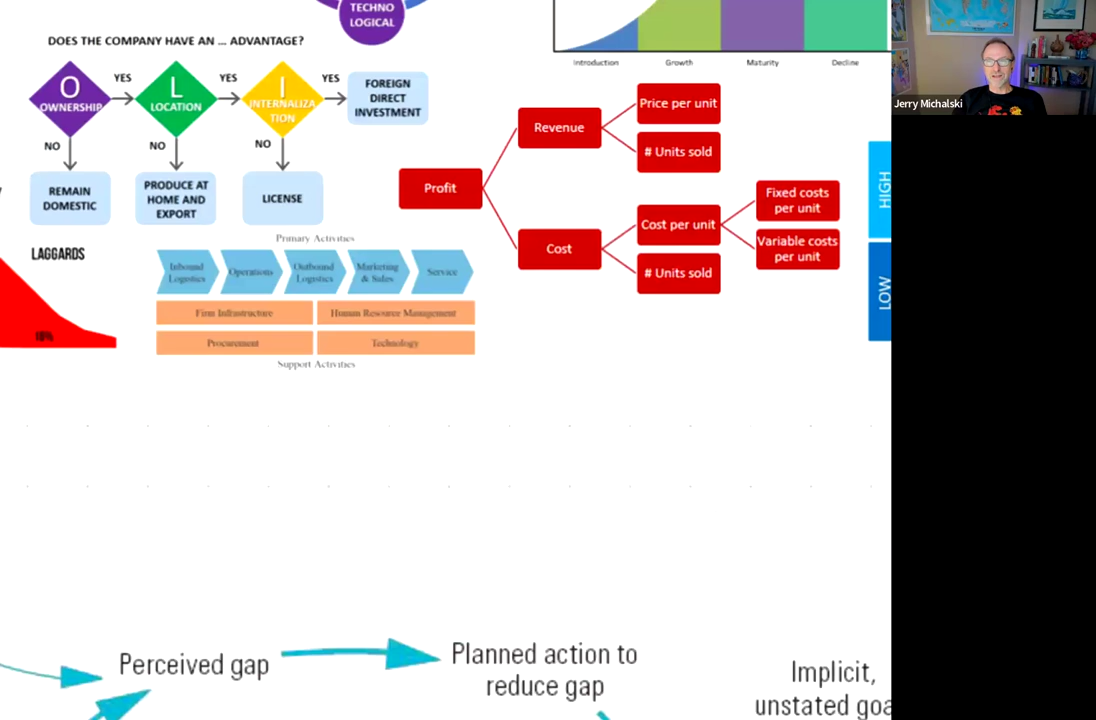 TECHNO
LOGICAL
DOES THE COMPANY HAVE AN ... ADVANTAGE?
Introduction
Growth
Maturity
Decline
Jerry Michalski
O
OWNERSHIP
YES
L
LOCATION
YES
I
INTERNALIZA
TION
YES
FOREIGN
DIRECT
INVESTMENT
NO
NO
NO
REMAIN
DOMESTIC
PRODUCE AT
HOME AND
EXPORT
LICENSE
Profit
Revenue
Price per unit
# Units sold
Cost
Cost per unit
# Units sold
Fixed costs
per unit
Variable costs
per unit
HIGH
LOW
LAGGARDS
Primary Activities
Inbound
Logistics
Operations
Outbound
Logistics
Marketing
& Sales
Service
Firm Infrastructure
Human Resource Management
Procurement
Technology
Support Activities
Perceived gap
Planned action to
reduce gap
Implicit,
unstated goa